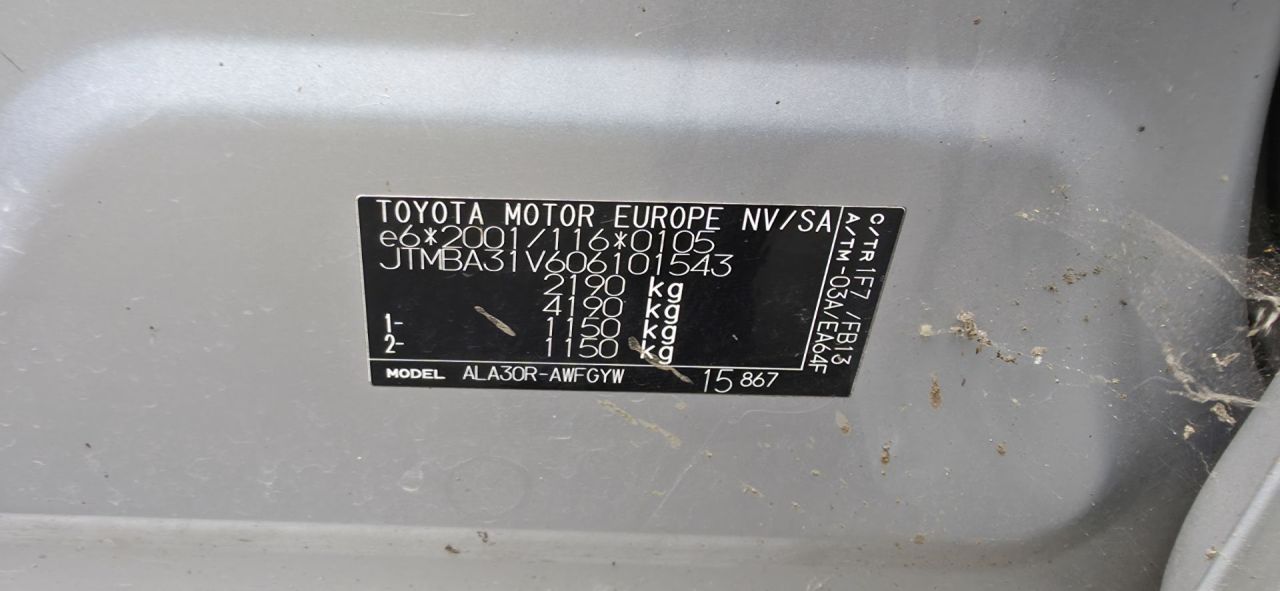 TOYOTA MOTOR EUROPE NV/SA
e6*2001/116*0105
JTMBA31V606101543
2190 kg
4190 kg
1- 1150 kg
2- 1150 kg
MODEL ALA30R-AWFGYW 15 867
C/TR 1F7 /FB13
A/TM-03A/EA64F